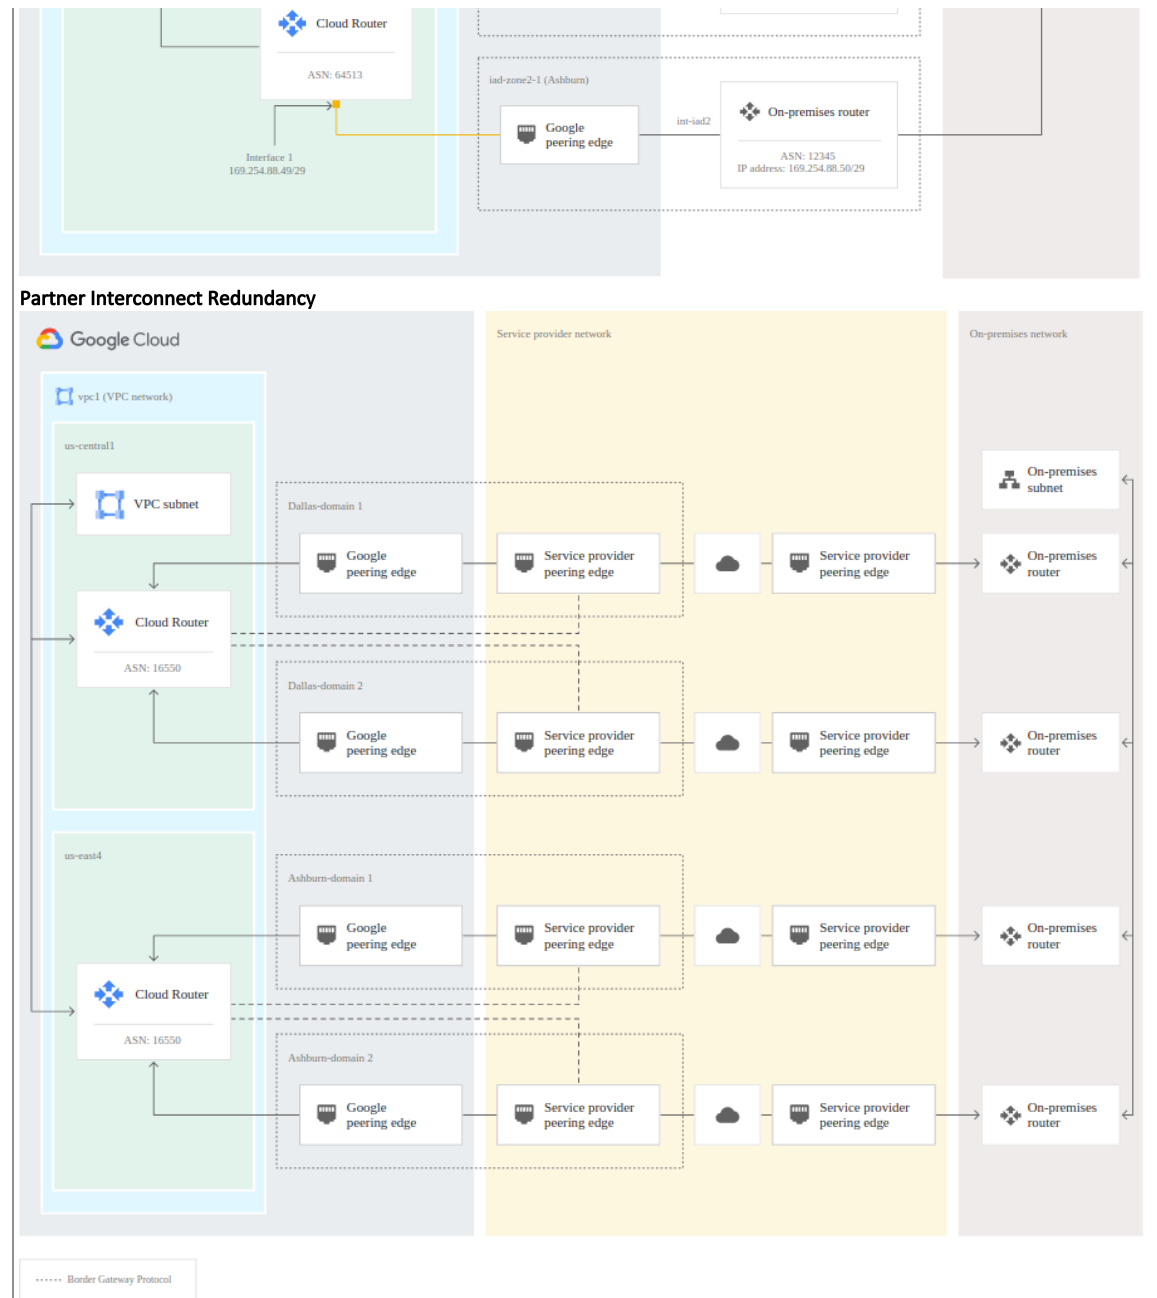 Cloud Router
ASN: 64513
iad-zone2-1 (Ashburn)
Google
peering edge
int-iad2
On-premises router
ASN: 12345
IP address: 169.254.88.50/29
Interface 1
169.254.88.49/29
Partner Interconnect Redundancy
Google Cloud
Service provider network
On-premises network
vpc1 (VPC network)
us-central1
VPC subnet
On-premises
subnet
Dallas-domain 1
Google
peering edge
Service provider
peering edge
Service provider
peering edge
On-premises
router
Cloud Router
ASN: 16550
Dallas-domain 2
Google
peering edge
Service provider
peering edge
Service provider
peering edge
On-premises
router
us-east4
Ashburn-domain 1
Google
peering edge
Service provider
peering edge
Service provider
peering edge
On-premises
router
Cloud Router
ASN: 16550
Ashburn-domain 2
Google
peering edge
Service provider
peering edge
Service provider
peering edge
On-premises
router
Border Gateway Protocol